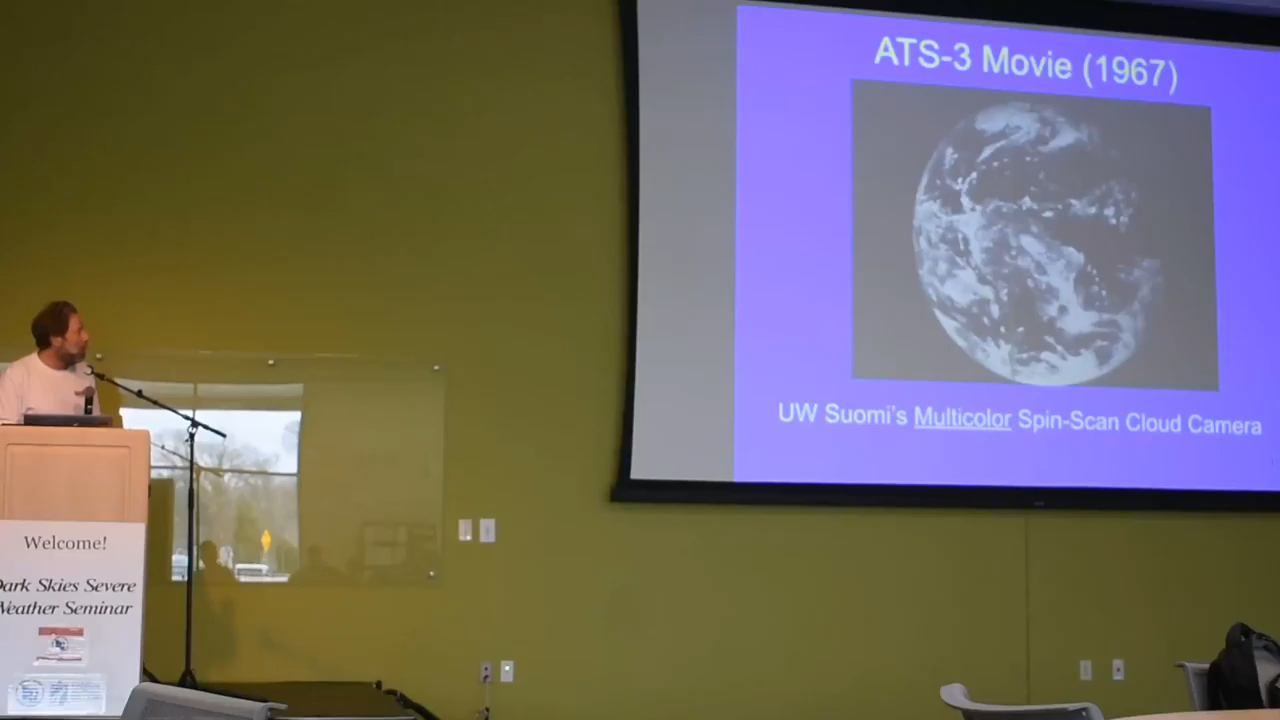 ATS-3 Movie (1967)
UW Suomi's Multicolor Spin-Scan Cloud Camera
Welcome!
Dark Skies Severe
Weather Seminar